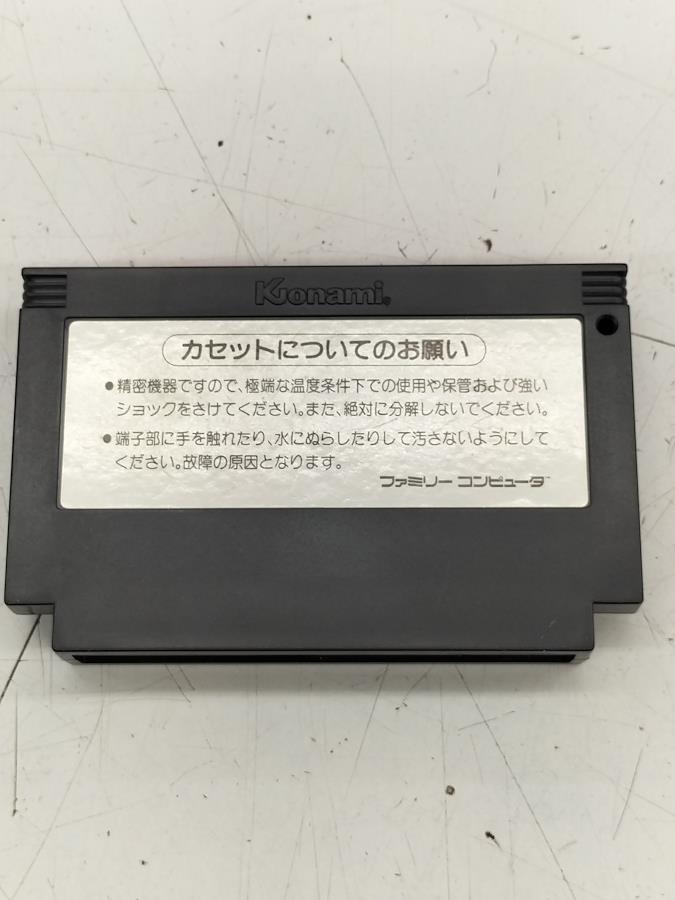 Konami®
カセットについてのお願い
●精密機器ですので、極端な温度条件下での使用や保管および強い
ショックをさけてください。また、絶対に分解しないでください。
●端子部に手を触れたり、水にぬらしたりして汚さないようにして
ください。故障の原因となります。
ファミリーコンピュータ™